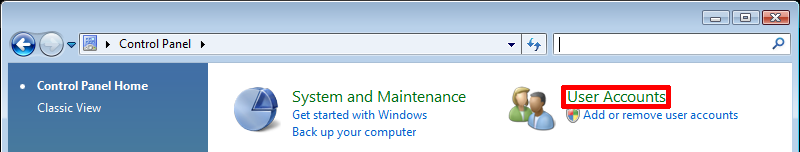 Control Panel
Control Panel Home
Classic View
System and Maintenance
Get started with Windows
Back up your computer
User Accounts
Add or remove user accounts